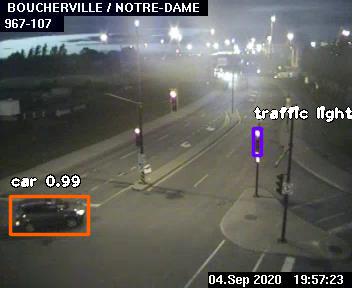 BOUCHERVILLE / NOTRE-DAME
967-107
traffic light
car 0.99
04.Sep 2020 19:57:23